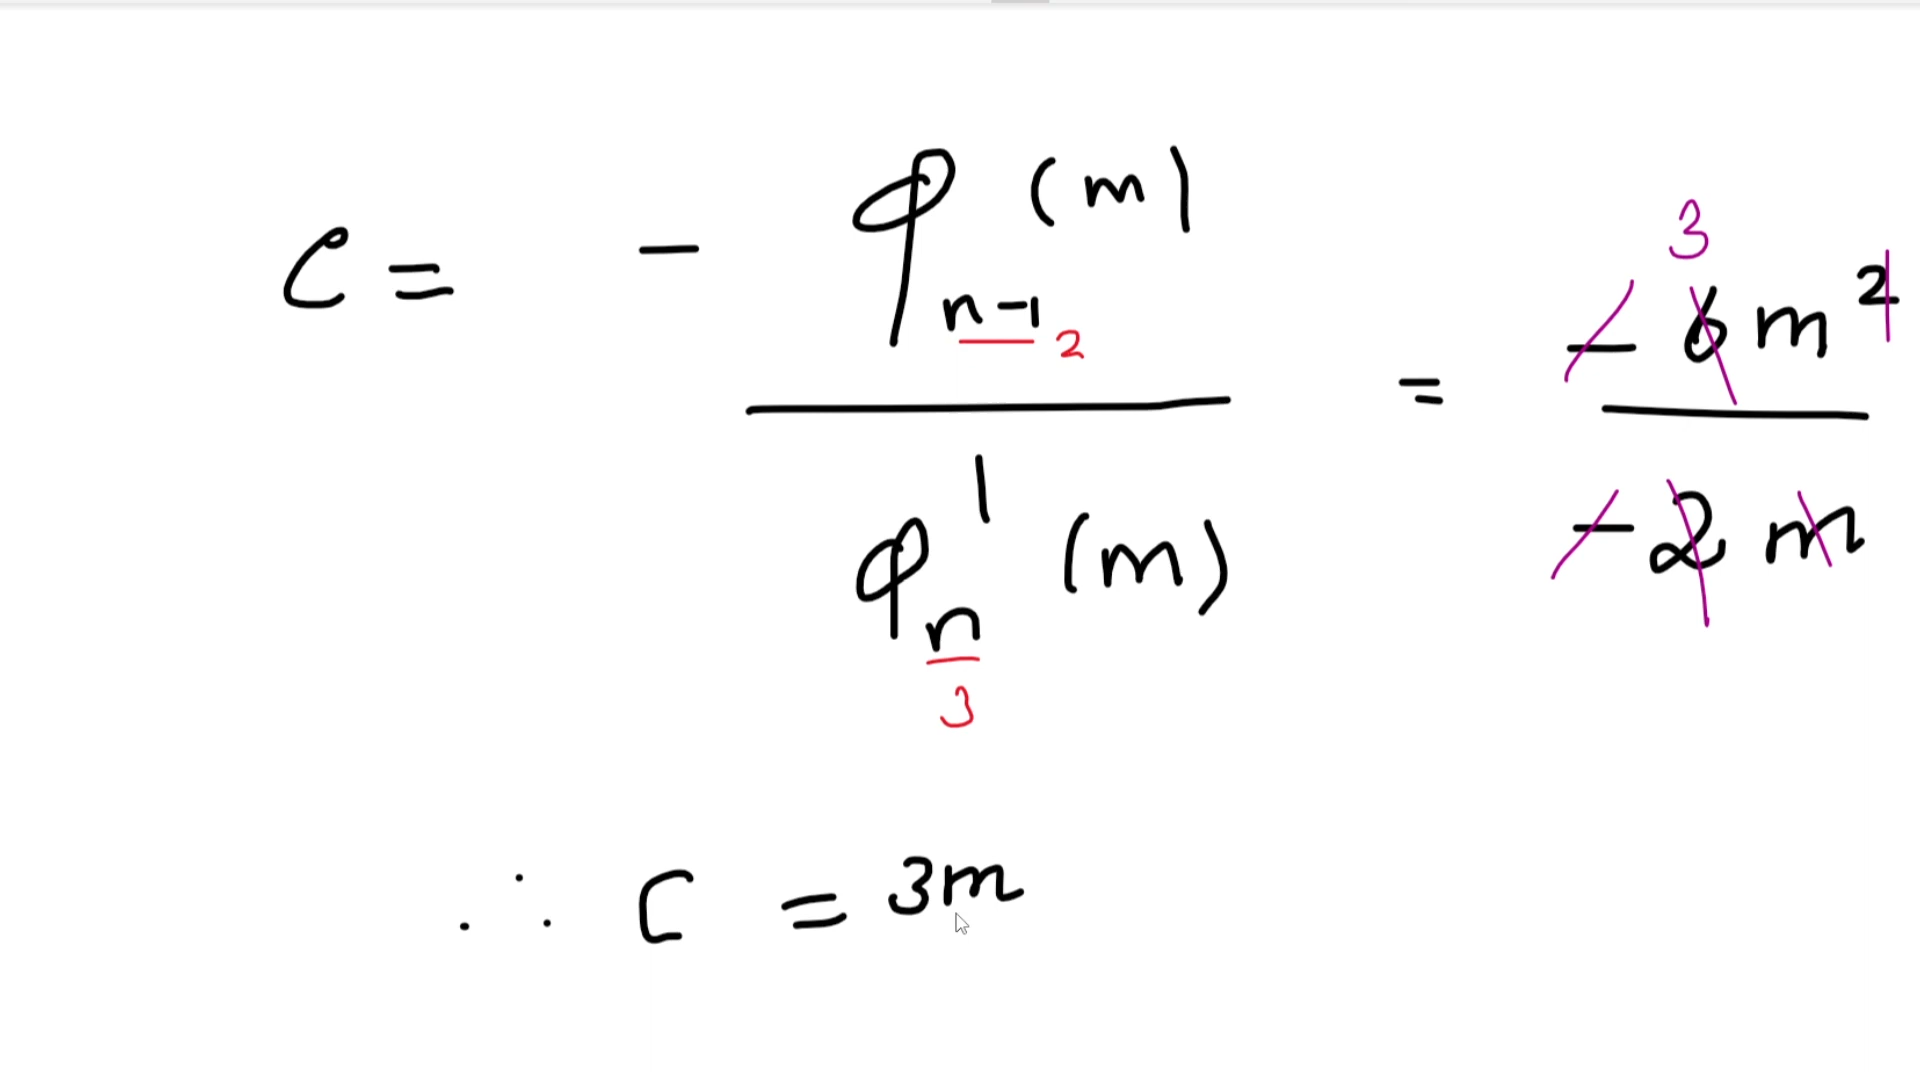 C = - φ_{n-1} (m) / φ'_n (m) = -6m² / -2m
2
3
3
∴ C = 3m